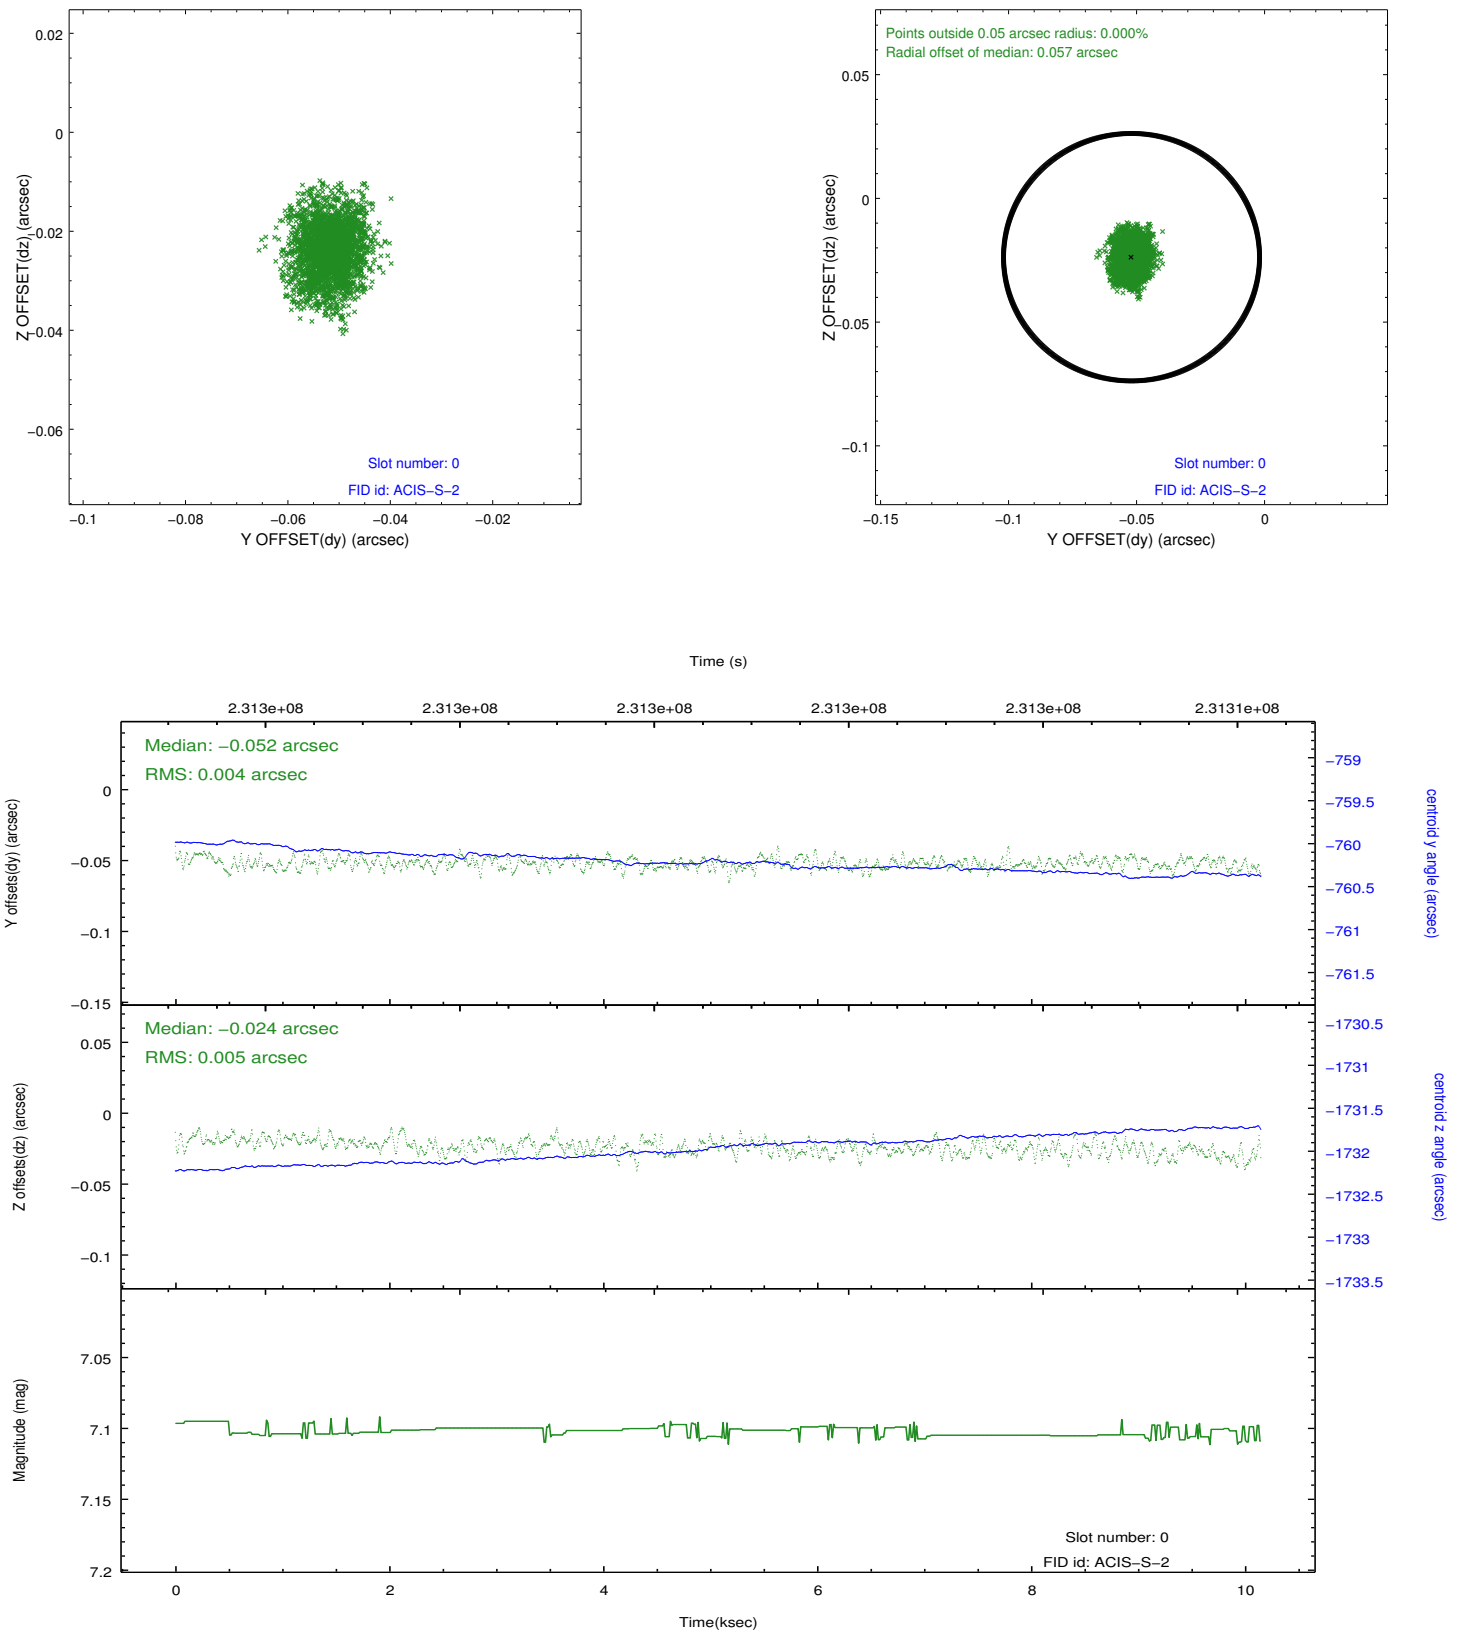 0.02
0
−0.02
−0.04
−0.06
Z OFFSET(dz) (arcsec)
Slot number: 0
FID id: ACIS−S−2
−0.1
−0.08
−0.06
−0.04
−0.02
Y OFFSET(dy) (arcsec)
Points outside 0.05 arcsec radius: 0.000%
Radial offset of median: 0.057 arcsec
0.05
0
−0.05
−0.1
Z OFFSET(dz) (arcsec)
Slot number: 0
FID id: ACIS−S−2
−0.15
−0.1
−0.05
0
Y OFFSET(dy) (arcsec)
Time (s)
2.313e+08
2.313e+08
2.313e+08
2.313e+08
2.313e+08
2.3131e+08
Median: −0.052 arcsec
RMS: 0.004 arcsec
0
−0.05
−0.1
−0.15
Y offsets(dy) (arcsec)
−759
−759.5
−760
−760.5
−761
−761.5
centroid y angle (arcsec)
Median: −0.024 arcsec
RMS: 0.005 arcsec
0.05
0
−0.05
−0.1
Z offsets(dz) (arcsec)
−1730.5
−1731
−1731.5
−1732
−1732.5
−1733
−1733.5
centroid z angle (arcsec)
7.05
7.1
7.15
7.2
Magnitude (mag)
Slot number: 0
FID id: ACIS−S−2
0
2
4
6
8
10
Time(ksec)